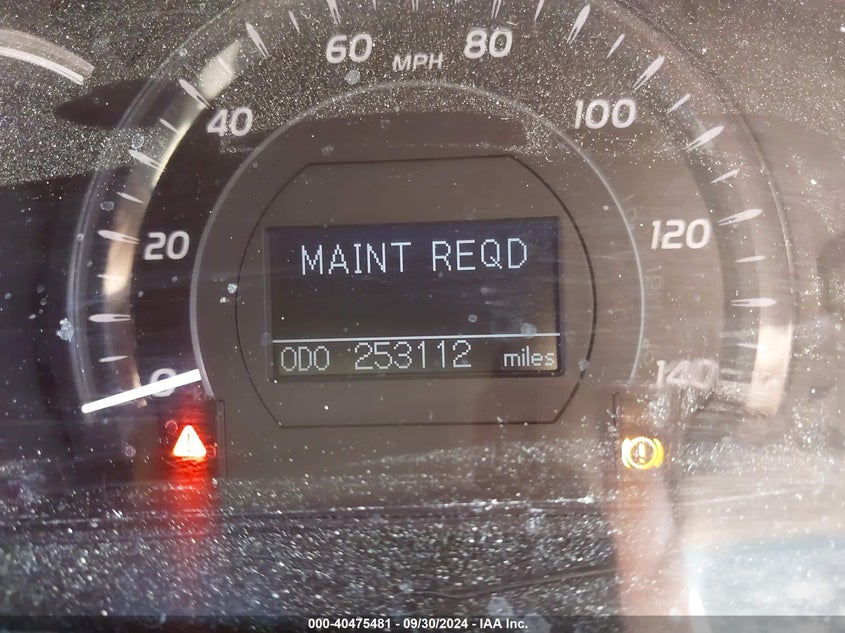 60 80
MPH
40 100
20 120
MAINT REQD
ODO 253112 miles
0 140
000-40475481 - 09/30/2024 - IAA Inc.